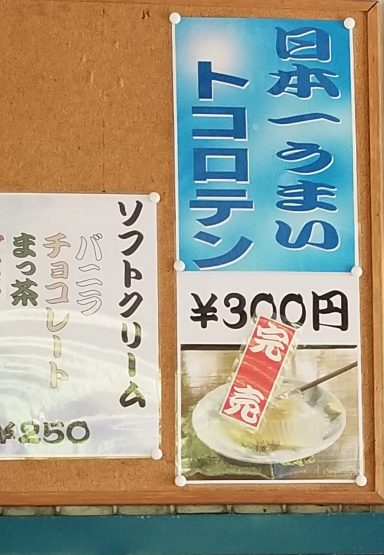 日本一うまい
トコロテン
¥300円
完売
ソフトクリーム
バニラ
チョコレート
まっ茶
¥250